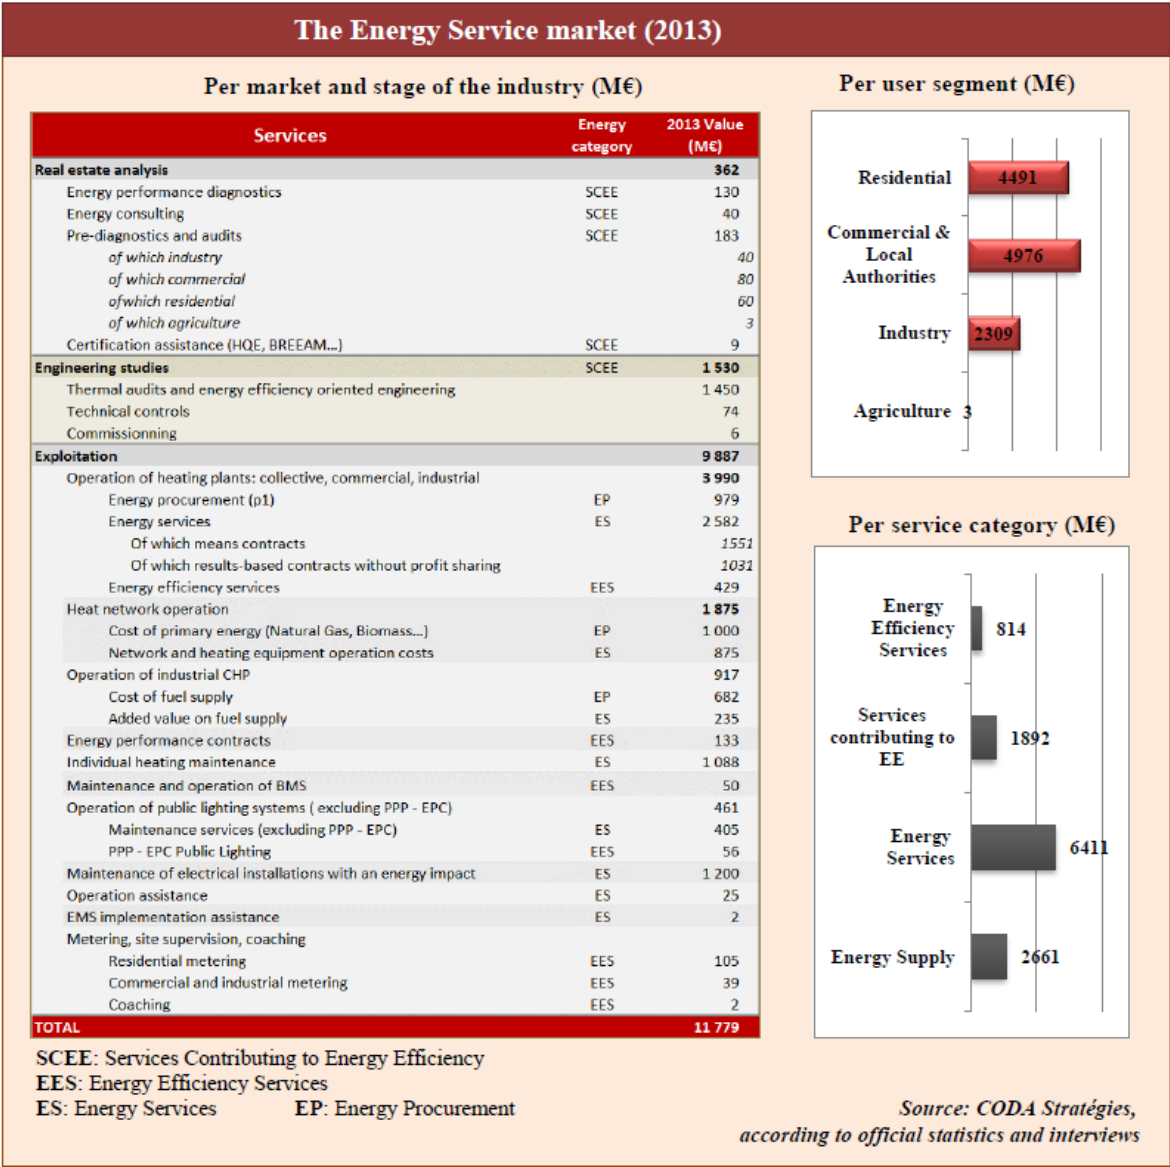 The Energy Service market (2013)
Per market and stage of the industry (M€)
Services Energy category 2013 Value (M€)
Real estate analysis 362
Energy performance diagnostics SCEE 130
Energy consulting SCEE 40
Pre-diagnostics and audits SCEE 183
of which industry 40
of which commercial 80
ofwhich residential 60
of which agriculture 3
Certification assistance (HQE, BREEAM...) SCEE 9
Engineering studies SCEE 1 530
Thermal audits and energy efficiency oriented engineering 1 450
Technical controls 74
Commissionning 6
Exploitation 9 887
Operation of heating plants: collective, commercial, industrial 3 990
Energy procurement (p1) EP 979
Energy services ES 2 582
Of which means contracts 1551
Of which results-based contracts without profit sharing 1031
Energy efficiency services EES 429
Heat network operation 1 875
Cost of primary energy (Natural Gas, Biomass...) EP 1 000
Network and heating equipment operation costs ES 875
Operation of industrial CHP 917
Cost of fuel supply EP 682
Added value on fuel supply ES 235
Energy performance contracts EES 133
Individual heating maintenance ES 1 088
Maintenance and operation of BMS EES 50
Operation of public lighting systems ( excluding PPP - EPC) 461
Maintenance services (excluding PPP - EPC) ES 405
PPP - EPC Public Lighting EES 56
Maintenance of electrical installations with an energy impact ES 1 200
Operation assistance ES 25
EMS implementation assistance ES 2
Metering, site supervision, coaching
Residential metering EES 105
Commercial and industrial metering EES 39
Coaching EES 2
TOTAL 11 779
SCEE: Services Contributing to Energy Efficiency
EES: Energy Efficiency Services
ES: Energy Services EP: Energy Procurement
Per user segment (M€)
Residential 4491
Commercial &
Local 4976
Authorities
Industry 2309
Agriculture 3
Per service category (M€)
Energy
Efficiency 814
Services
Services
contributing to 1892
EE
Energy
Services 6411
Energy Supply 2661
Source: CODA Stratégies,
according to official statistics and interviews